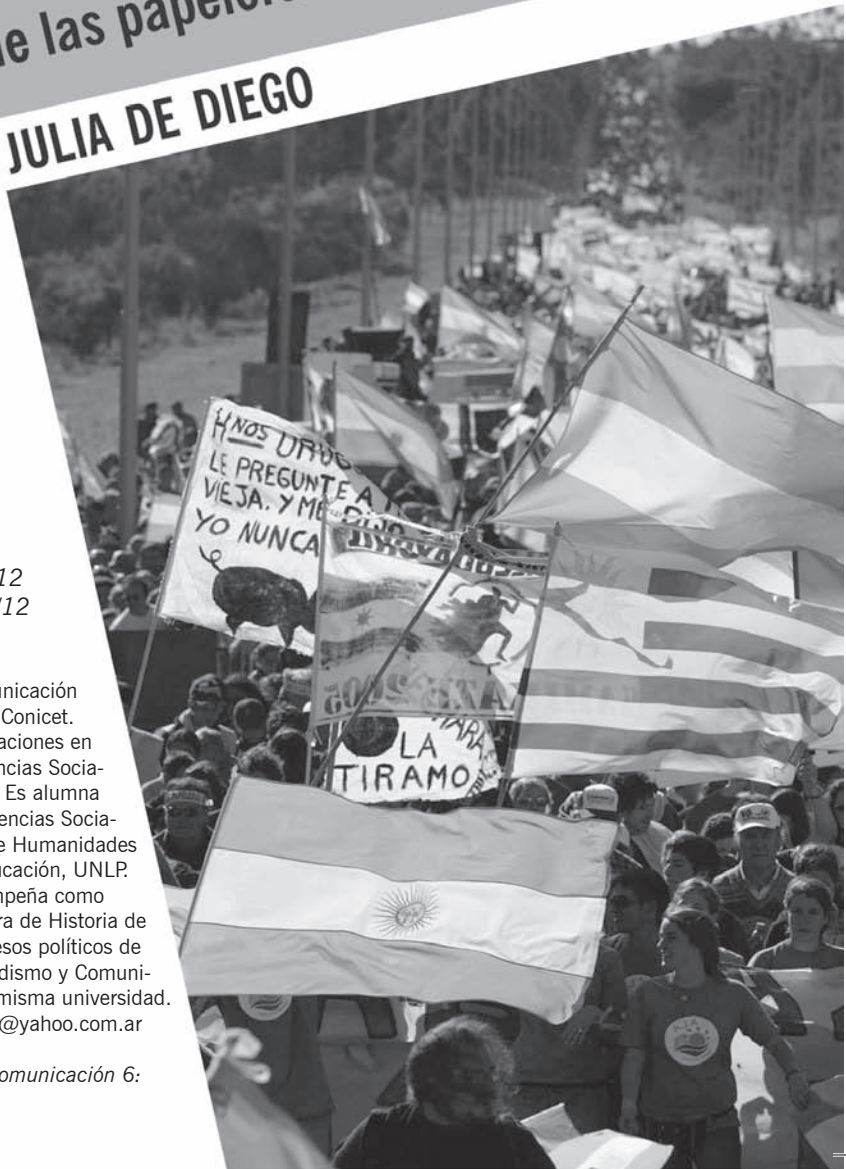 e las papeler
JULIA DE DIEGO
12
/12
unicación
Conicet.
aciones en
ncias Socia-
Es alumna
encias Socia-
e Humanidades
ucación, UNLP.
mpeña como
ra de Historia de
esos políticos de
dismo y Comuni-
misma universidad.
@yahoo.com.ar
omunicación 6:
HNOS URUG
LE PREGUNTE A
VIEJA. Y ME DIJO
YO NUNCA
LA
TIRAMO